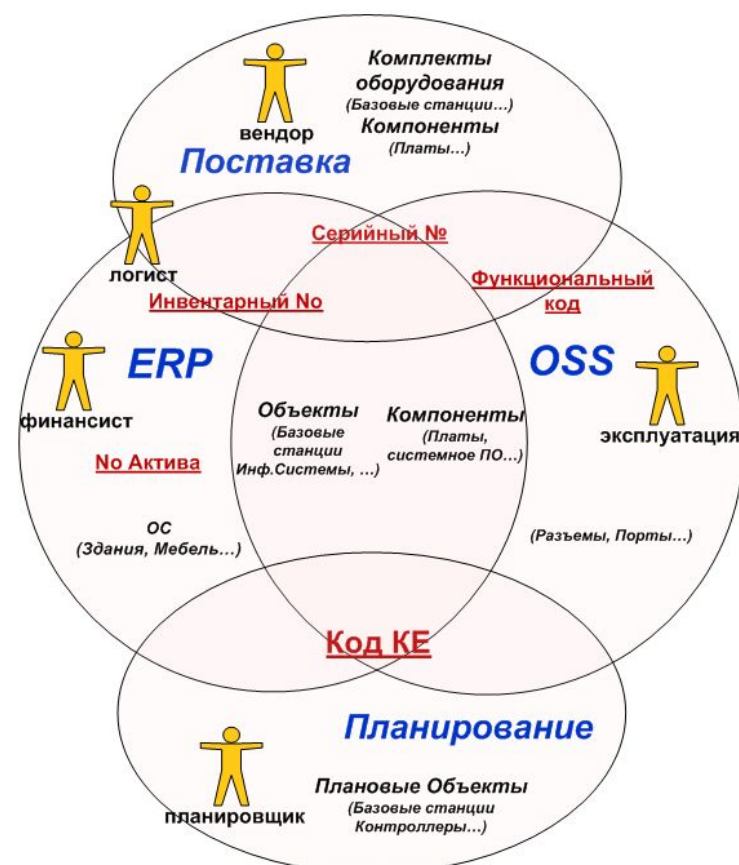 Комплекты
оборудования
(Базовые станции...)
Компоненты
(Платы...)
вендор
Поставка
Серийный №
логист
Функциональный
код
Инвентарный No
ERP
OSS
финансист
эксплуатация
Объекты
(Базовые
станции
Инф.Системы, ...)
Компоненты
(Платы,
системное ПО...)
No Актива
ОС
(Здания, Мебель...)
(Разъемы, Порты...)
Код КЕ
Планирование
Плановые Объекты
(Базовые станции
Контроллеры...)
планировщик